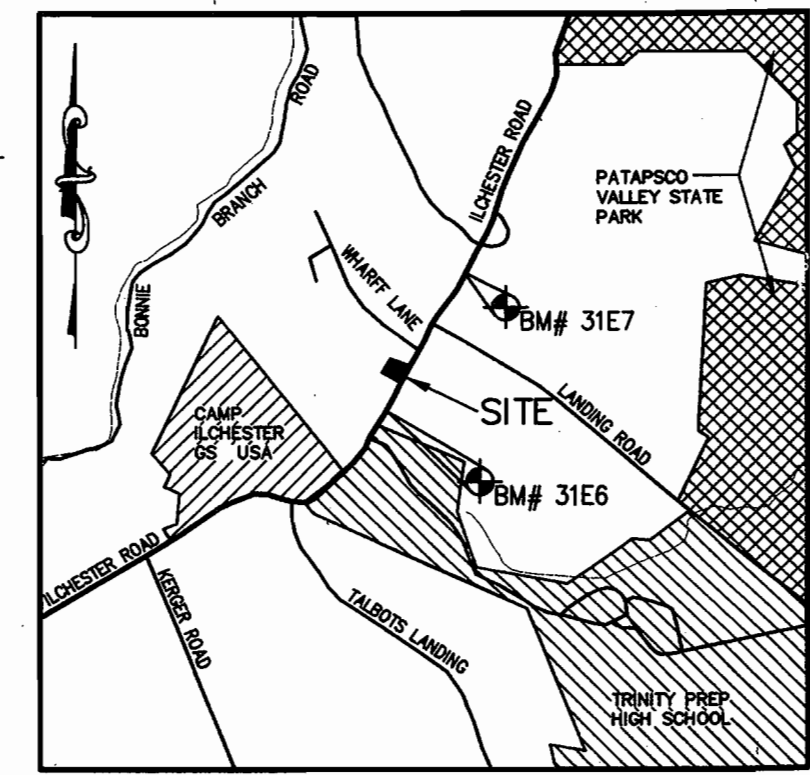 ROAD
BRANCH
BONNIE
ILCHESTER ROAD
PATAPSCO
VALLEY STATE
PARK
WHARFF LANE
BM# 31E7
LANDING ROAD
SITE
CAMP
ILCHESTER
GS USA
BM# 31E6
ILCHESTER ROAD
KERGER ROAD
TALBOTS LANDING
TRINITY PREP
HIGH SCHOOL